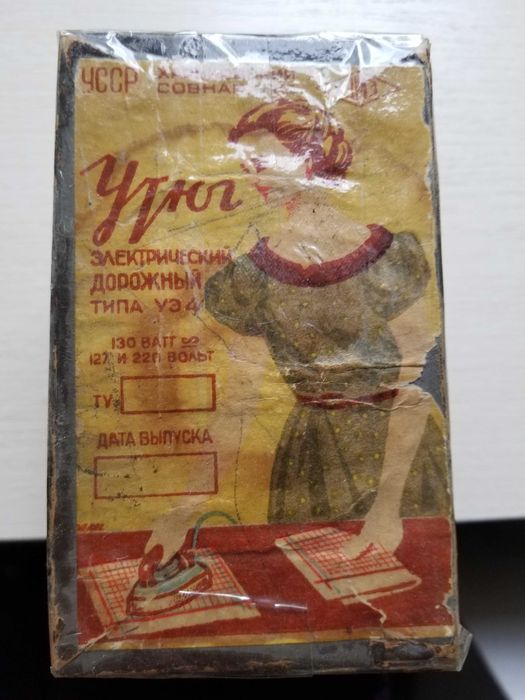 УССР
СОВНАР
Утюг
ЭЛЕКТРИЧЕСКИЙ
ДОРОЖНЫЙ
ТИПА УЭ4
130 ВАТТ
127 И 220 ВОЛЬТ
ТУ
ДАТА ВЫПУСКА